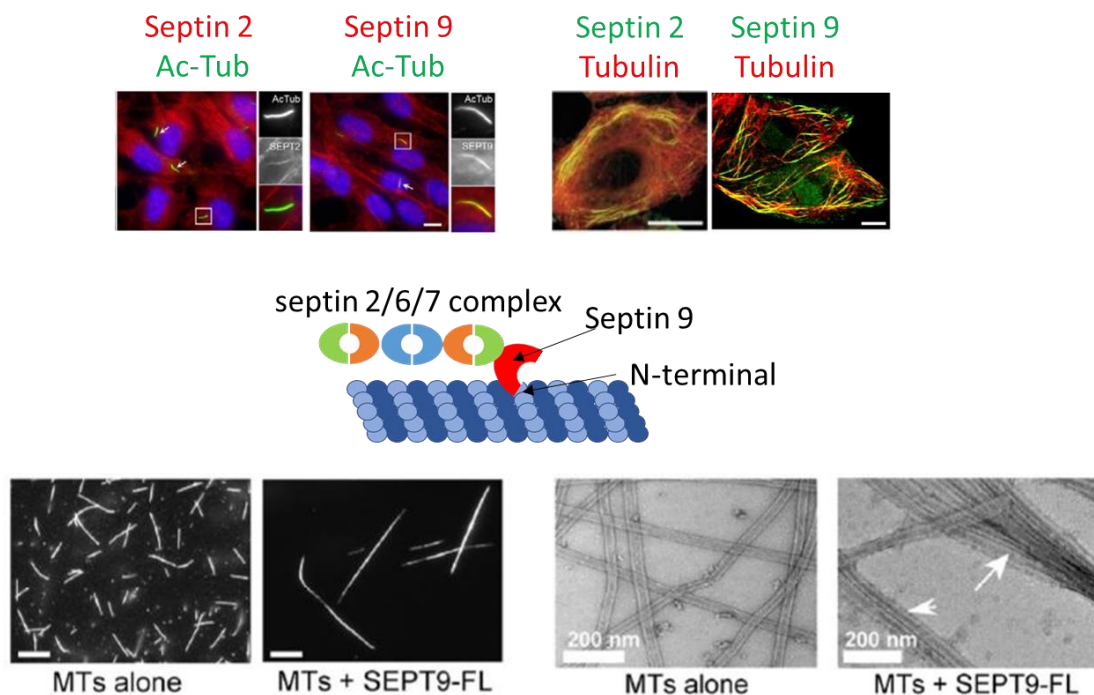 Septin 2
Ac-Tub
Septin 9
Ac-Tub
Septin 2
Tubulin
Septin 9
Tubulin
AcTub
SEPT2
AcTub
SEPT9
septin 2/6/7 complex
Septin 9
N-terminal
MTs alone
MTs + SEPT9-FL
200 nm
MTs alone
200 nm
MTs + SEPT9-FL